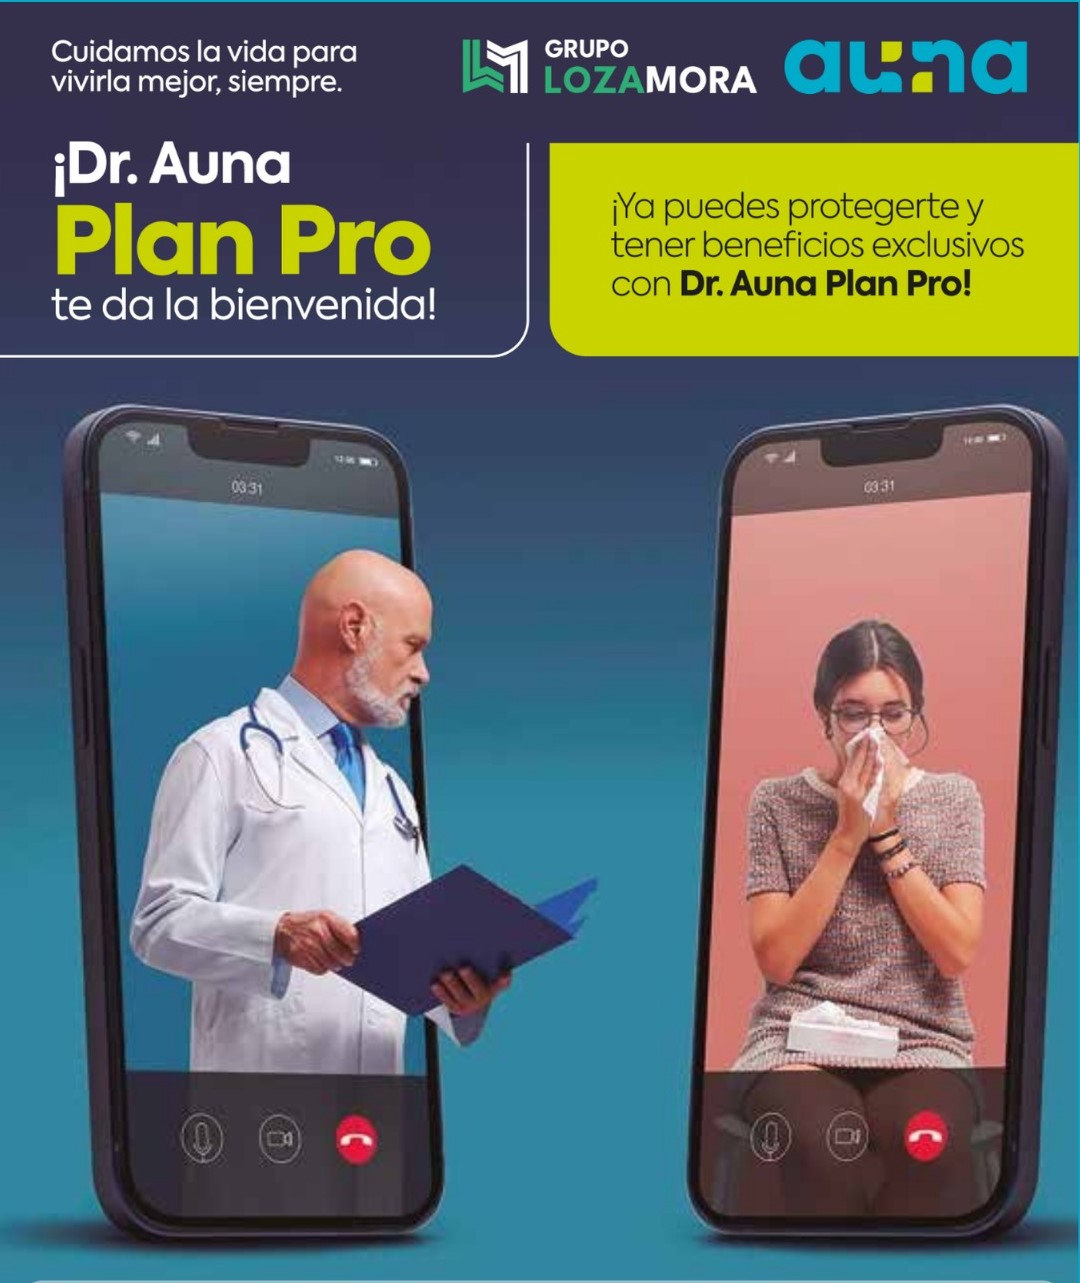 Cuidamos la vida para
vivirla mejor, siempre.
GRUPO
LOZAMORA
auna
¡Dr. Auna
Plan Pro
te da la bienvenida!
¡Ya puedes protegerte y
tener beneficios exclusivos
con Dr. Auna Plan Pro!
03:31
03:31